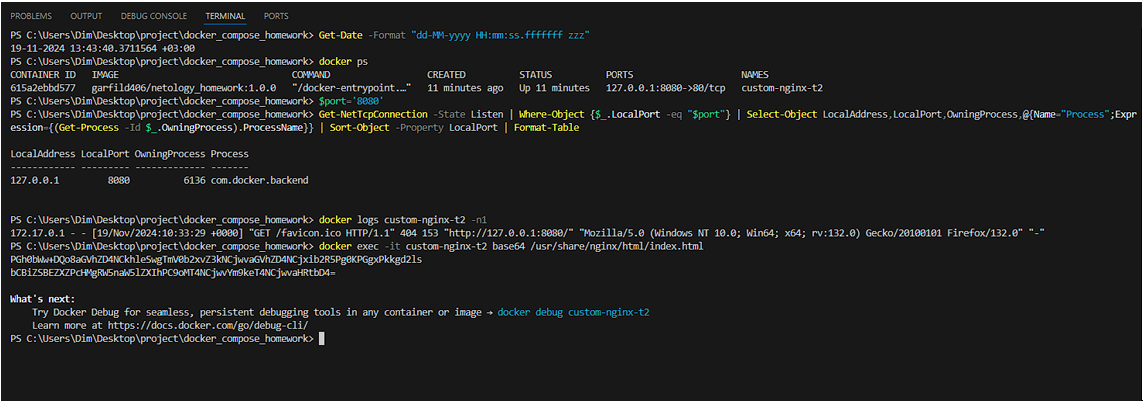 PROBLEMS OUTPUT DEBUG CONSOLE TERMINAL PORTS
PS C:\Users\Dim\Desktop\project\docker_compose_homework> Get-Date -Format "dd-MM-yyyy HH:mm:ss.fffffff zzz"
19-11-2024 13:43:40.3711564 +03:00
PS C:\Users\Dim\Desktop\project\docker_compose_homework> docker ps
CONTAINER ID IMAGE COMMAND CREATED STATUS PORTS NAMES
615a2ebbd577 garfild406/netology_homework:1.0.0 "/docker-entrypoint.…" 11 minutes ago Up 11 minutes 127.0.0.1:8080->80/tcp custom-nginx-t2
PS C:\Users\Dim\Desktop\project\docker_compose_homework> $port='8080'
PS C:\Users\Dim\Desktop\project\docker_compose_homework> Get-NetTcpConnection -State Listen | Where-Object {$_.LocalPort -eq "$port"} | Select-Object LocalAddress,LocalPort,OwningProcess,@{Name="Process";Expr
ession={(Get-Process -Id $_.OwningProcess).ProcessName}} | Sort-Object -Property LocalPort | Format-Table
LocalAddress LocalPort OwningProcess Process
------------ --------- ------------- -------
127.0.0.1 8080 6136 com.docker.backend
PS C:\Users\Dim\Desktop\project\docker_compose_homework> docker logs custom-nginx-t2 -n1
172.17.0.1 - - [19/Nov/2024:10:33:29 +0000] "GET /favicon.ico HTTP/1.1" 404 153 "http://127.0.0.1:8080/" "Mozilla/5.0 (Windows NT 10.0; Win64; x64; rv:132.0) Gecko/20100101 Firefox/132.0" "-"
PS C:\Users\Dim\Desktop\project\docker_compose_homework> docker exec -it custom-nginx-t2 base64 /usr/share/nginx/html/index.html
PGh0bWw+DQo8aGVhZD4NCkhleSwgTmV0b2xvZ3kNCjwvaGVhZD4NCjxib2R5Pg0KPGgxPkkgd2ls
bCBiZSBEZXZPcHMgRW5naW5lZXIhPC9oMT4NCjwvYm9keT4NCjwvaHRtbD4=
What's next:
Try Docker Debug for seamless, persistent debugging tools in any container or image → docker debug custom-nginx-t2
Learn more at https://docs.docker.com/go/debug-cli/
PS C:\Users\Dim\Desktop\project\docker_compose_homework>